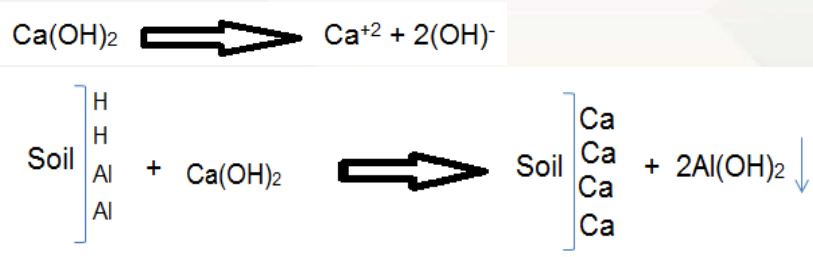 Ca(OH)2 Ca+2 + 2(OH)-
H
H
Soil Al + Ca(OH)2
Al
Ca
Soil Ca + 2Al(OH)2
Ca
Ca